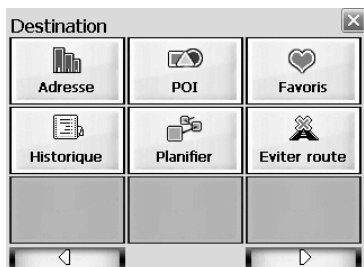 Destination
Adresse POI Favoris
Historique Planifier Eviter route